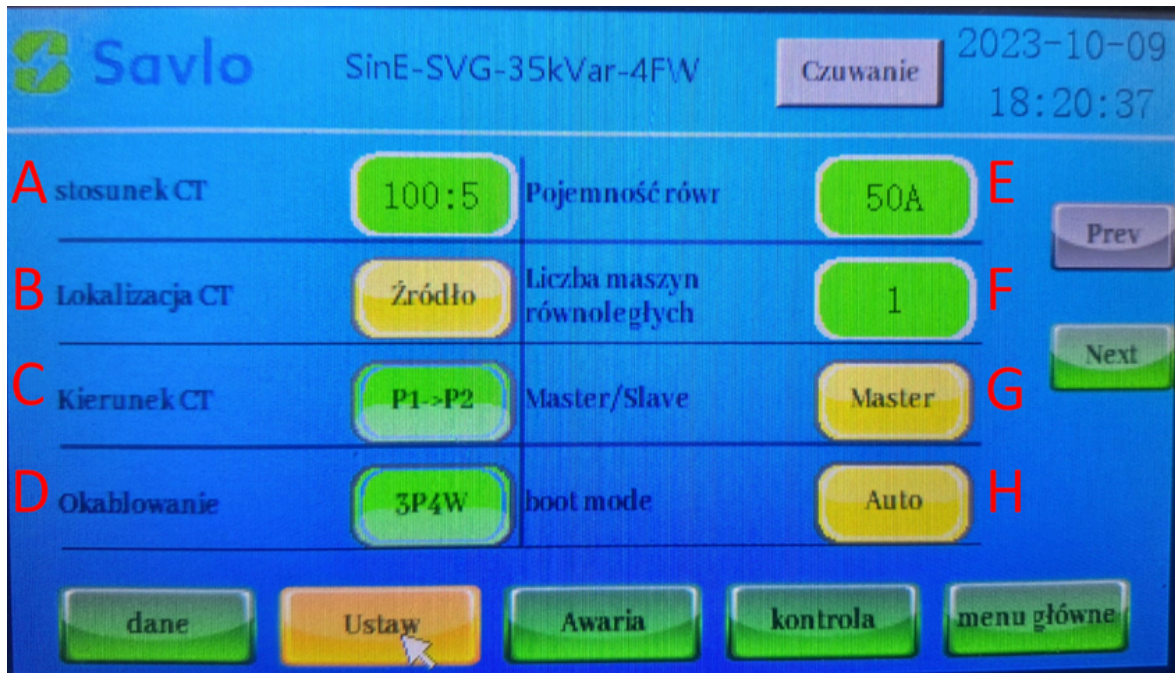 Savlo
SinE-SVG-35kVar-4FW
Czuwanie
2023-10-09
18:20:37
A
stosunek CT
100:5
Pojemność równ
50A
E
Prev
B
Lokalizacja CT
Źródło
Liczba maszyn
równoległych
1
F
Next
C
Kierunek CT
P1->P2
Master/Slave
Master
G
D
Okablowanie
3P4W
boot mode
Auto
H
dane
Ustaw
Awaria
kontrola
menu główne